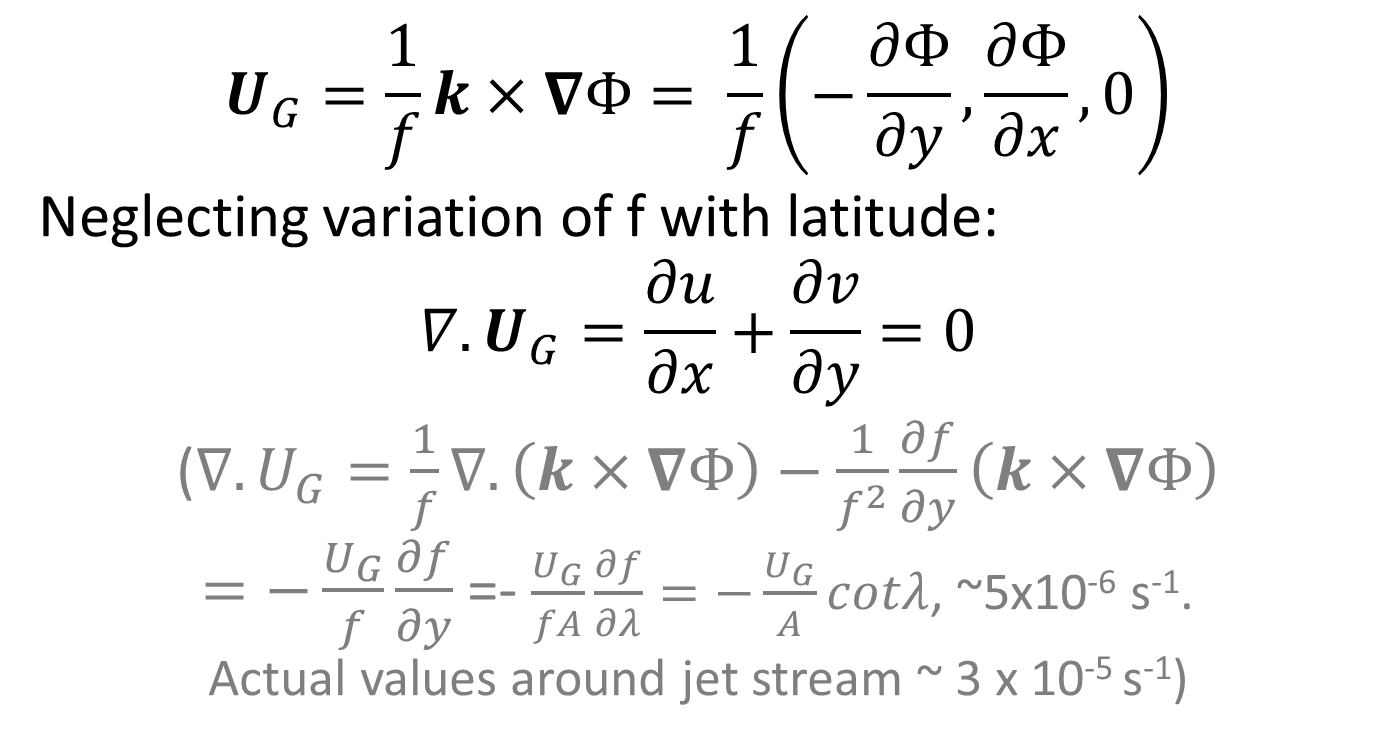 𝑼_G = 1/f 𝒌 × 𝛁Φ = 1/f (−∂Φ/∂y, ∂Φ/∂x, 0)
Neglecting variation of f with latitude:
∇. 𝑼_G = ∂u/∂x + ∂v/∂y = 0
(∇. U_G = 1/f ∇. (𝒌 × 𝛁Φ) − 1/f² ∂f/∂y (𝒌 × 𝛁Φ)
= − U_G/f ∂f/∂y =- U_G/fA ∂f/∂λ = − U_G/A cotλ, ~5x10⁻⁶ s⁻¹.
Actual values around jet stream ~ 3 x 10⁻⁵ s⁻¹)